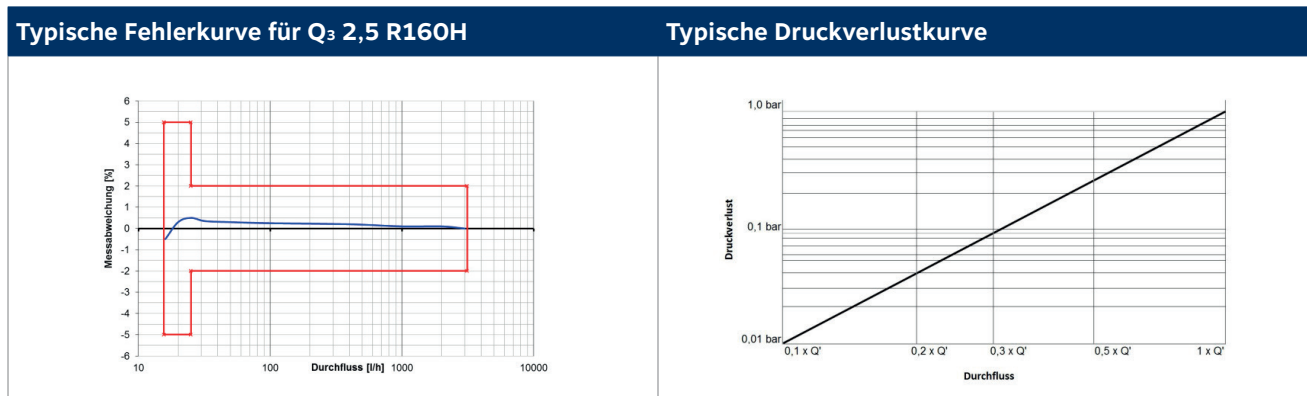 Typische Fehlerkurve für Q₃ 2,5 R160H
Messabweichung [%]
6
5
4
3
2
1
0
-1
-2
-3
-4
-5
-6
10
100
1000
10000
Durchfluss [l/h]
Typische Druckverlustkurve
Druckverlust
1,0 bar
0,1 bar
0,01 bar
0,1 x Q'
0,2 x Q'
0,3 x Q'
0,5 x Q'
1 x Q'
Durchfluss